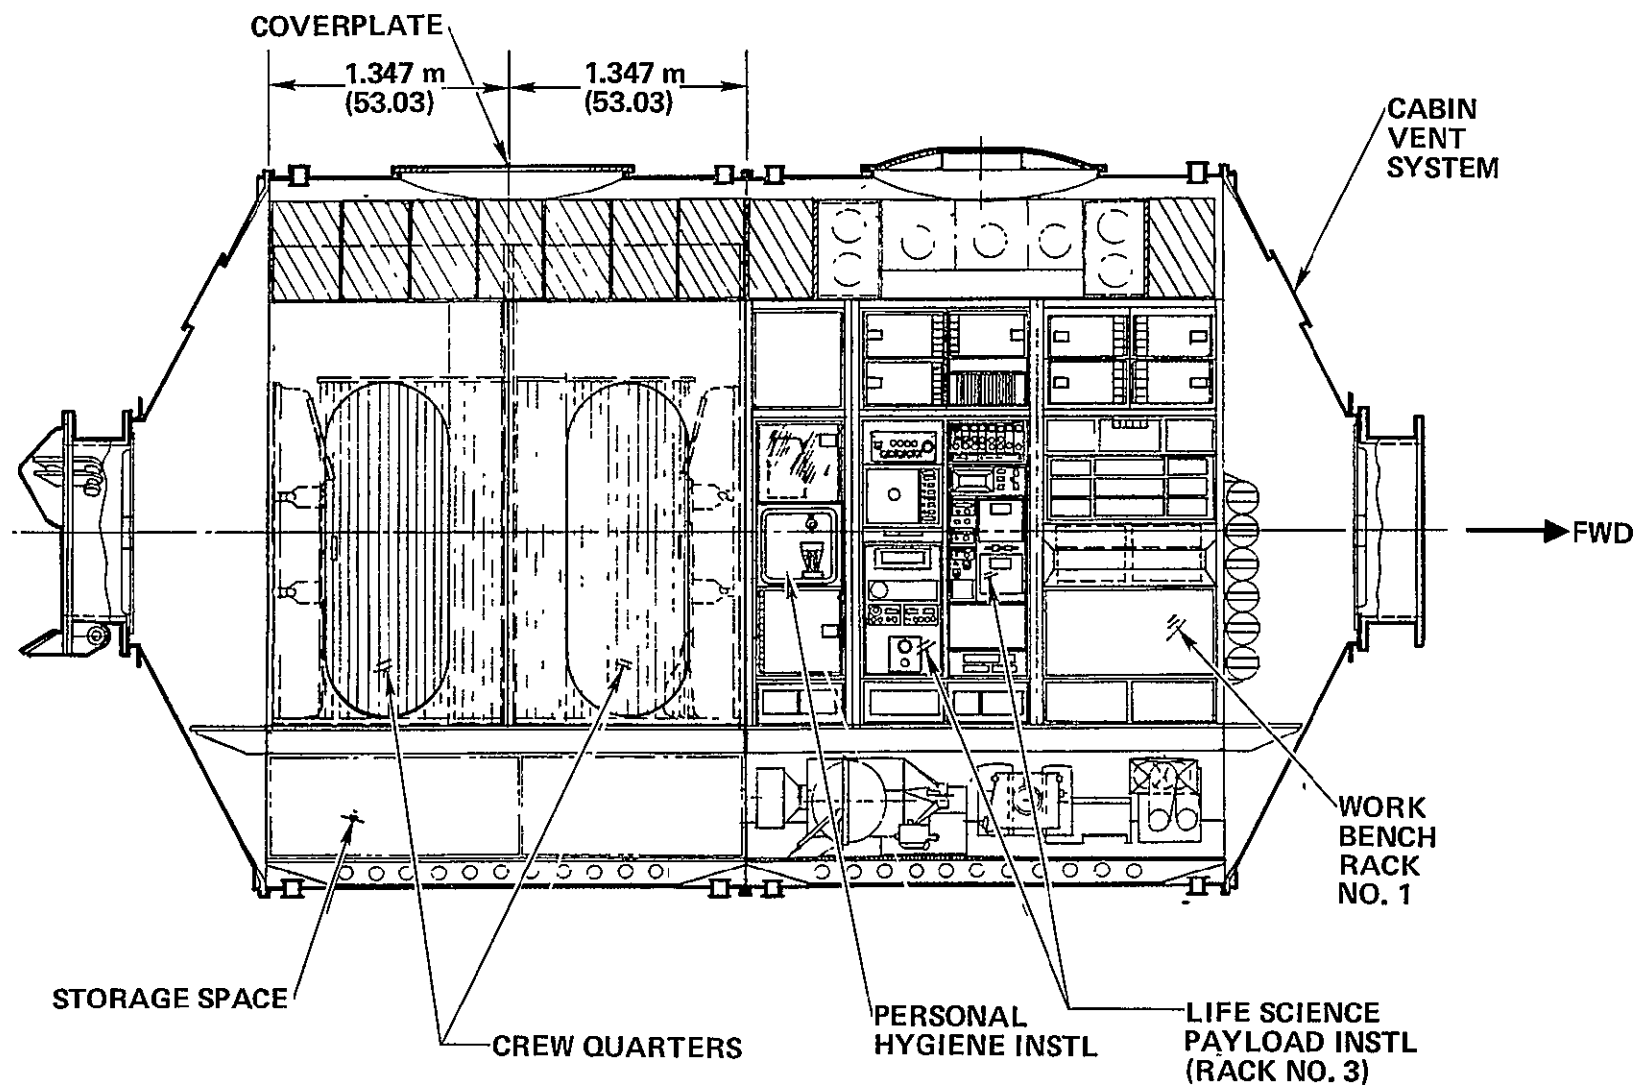 COVERPLATE
1.347 m
(53.03)
1.347 m
(53.03)
CABIN
VENT
SYSTEM
FWD
WORK
BENCH
RACK
NO. 1
STORAGE SPACE
CREW QUARTERS
PERSONAL
HYGIENE INSTL
LIFE SCIENCE
PAYLOAD INSTL
(RACK NO. 3)